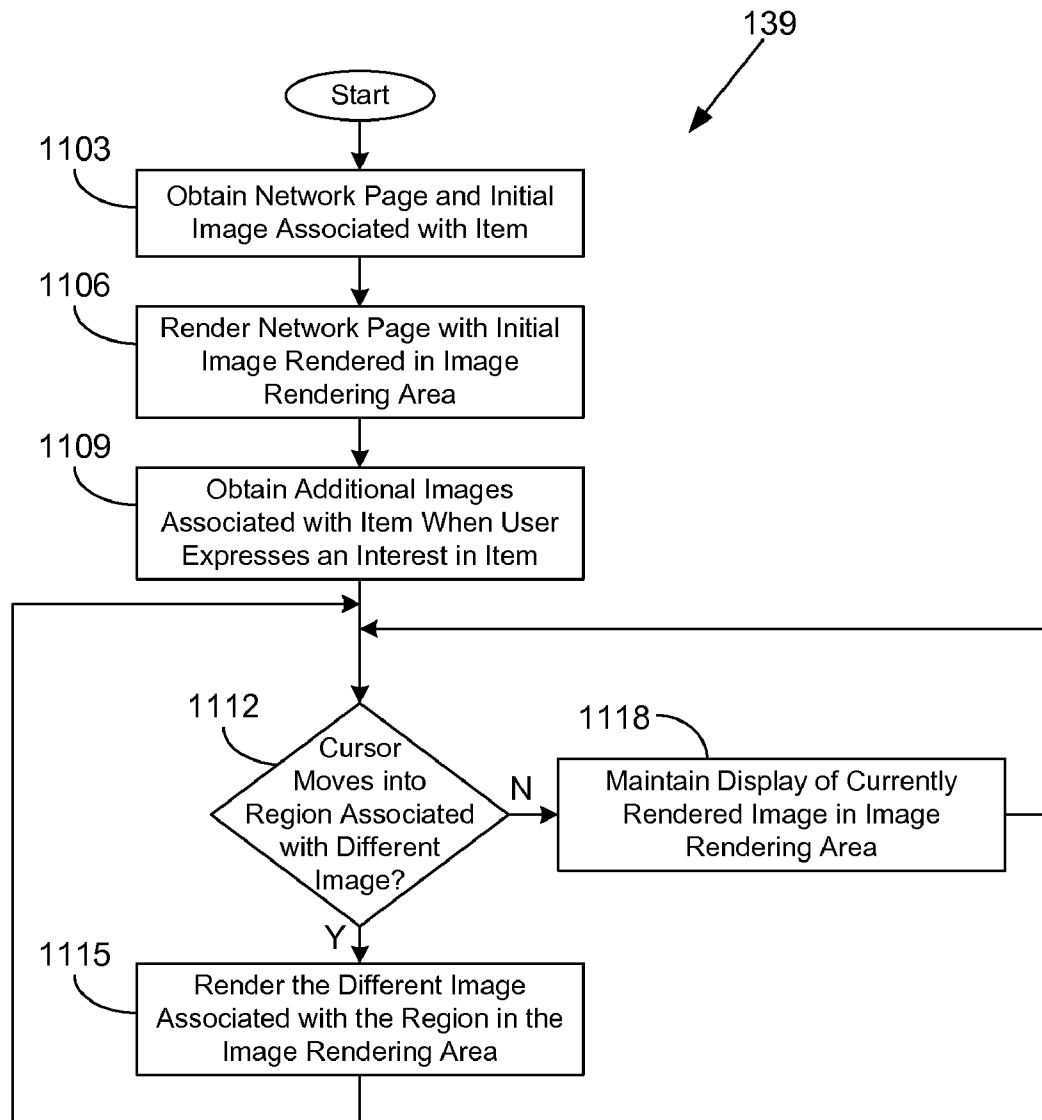 139
Start
1103
Obtain Network Page and Initial
Image Associated with Item
1106
Render Network Page with Initial
Image Rendered in Image
Rendering Area
1109
Obtain Additional Images
Associated with Item When User
Expresses an Interest in Item
1112
Cursor
Moves into
Region Associated
with Different
Image?
N
1118
Maintain Display of Currently
Rendered Image in Image
Rendering Area
Y
1115
Render the Different Image
Associated with the Region in the
Image Rendering Area